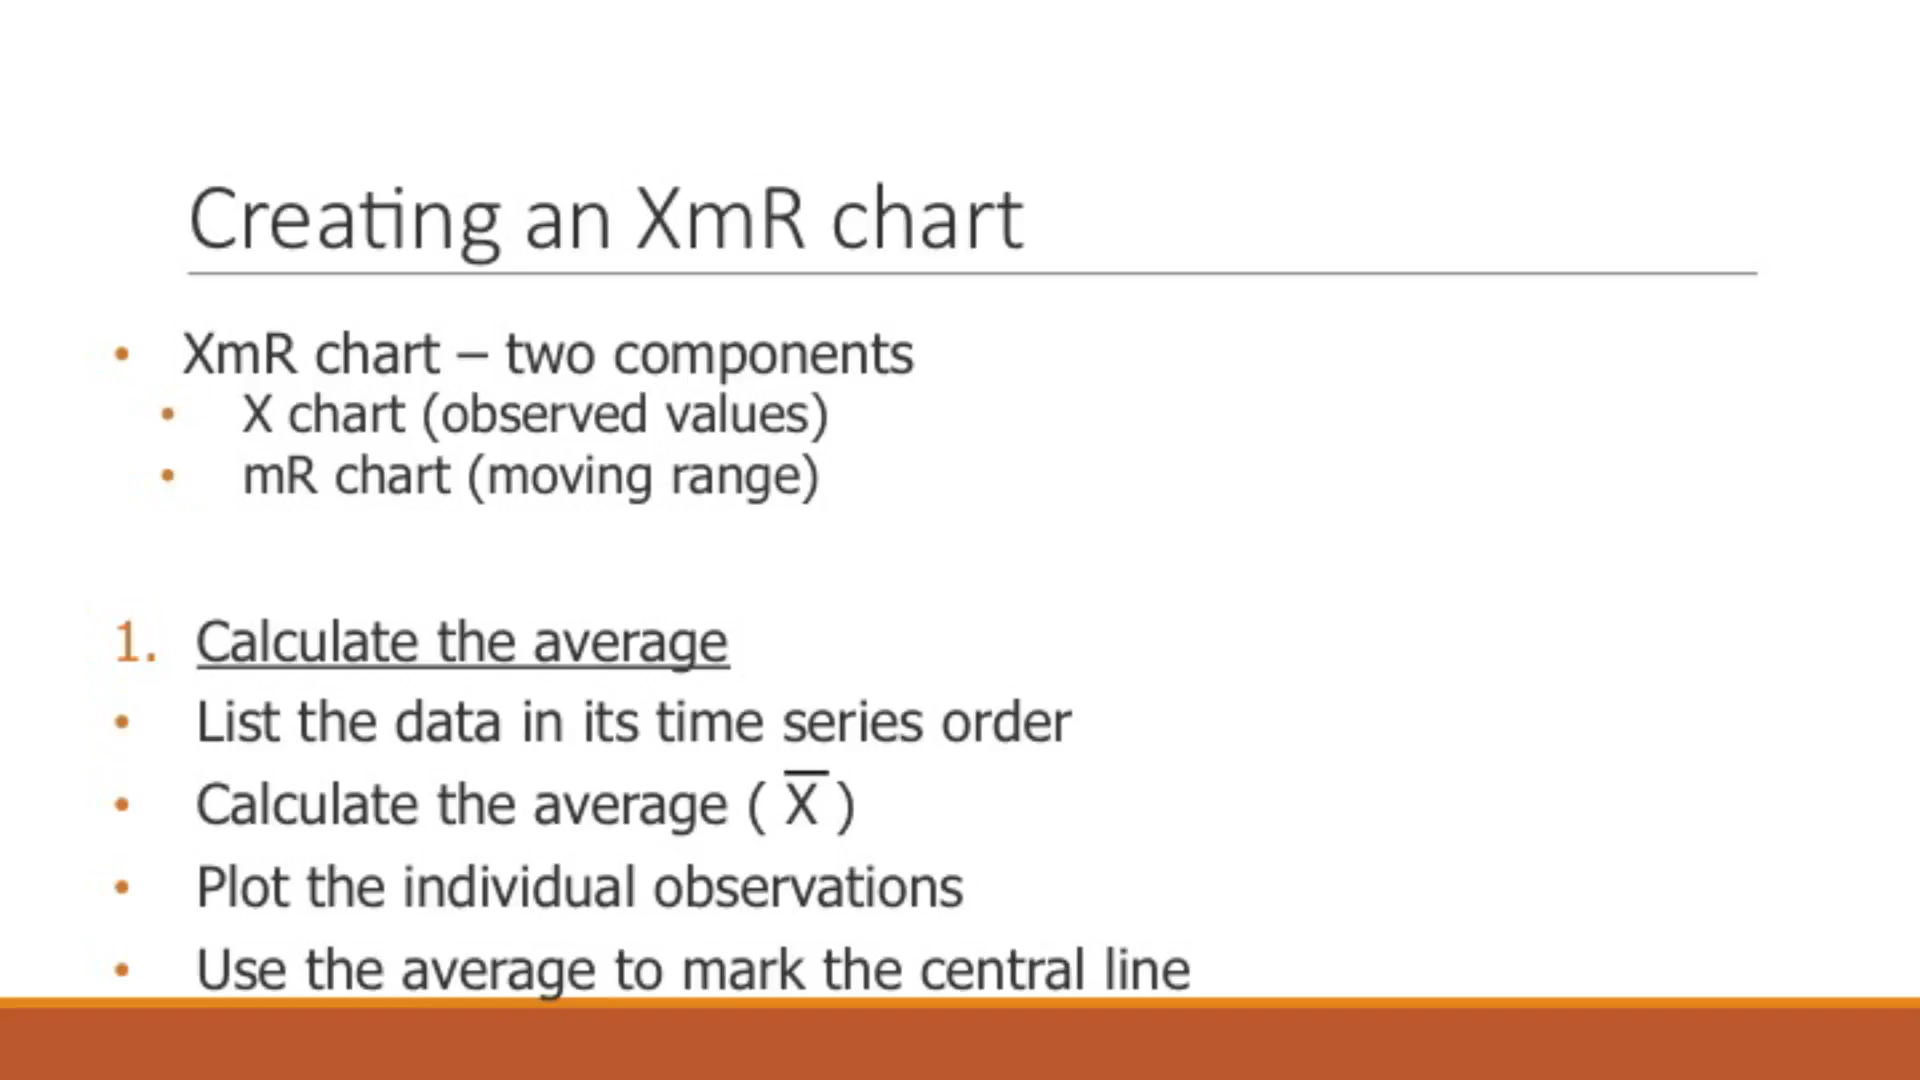 Creating an XmR chart
• XmR chart – two components
• X chart (observed values)
• mR chart (moving range)
1. Calculate the average
• List the data in its time series order
• Calculate the average ( X̅ )
• Plot the individual observations
• Use the average to mark the central line